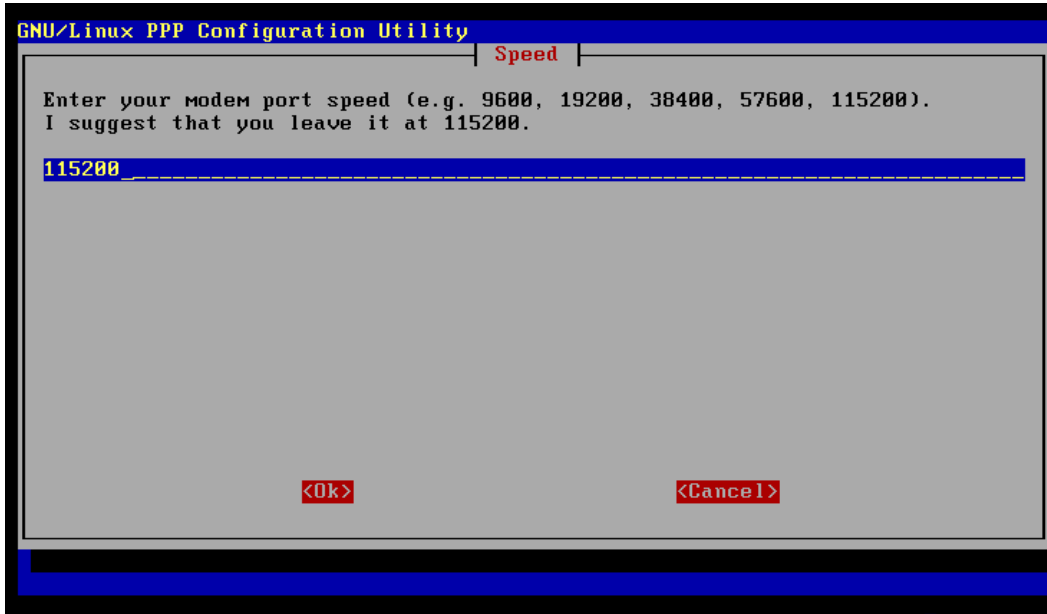 GNU/Linux PPP Configuration Utility
Speed
Enter your modem port speed (e.g. 9600, 19200, 38400, 57600, 115200).
I suggest that you leave it at 115200.
115200
<Ok> <Cancel>